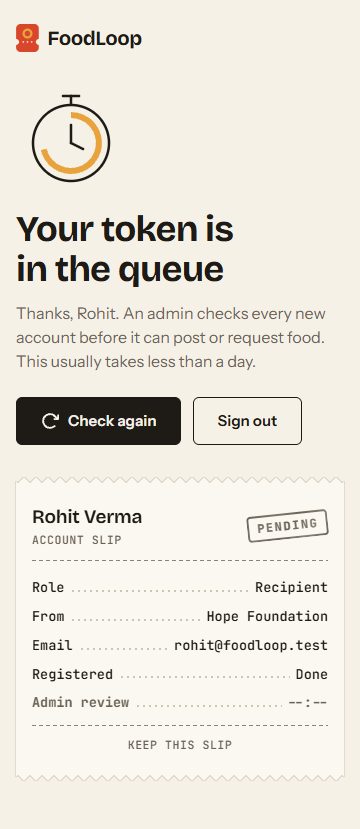 FoodLoop
Your token is
in the queue
Thanks, Rohit. An admin checks every new
account before it can post or request food.
This usually takes less than a day.
Check again
Sign out
Rohit Verma
ACCOUNT SLIP
PENDING
Role Recipient
From Hope Foundation
Email rohit@foodloop.test
Registered Done
Admin review --:--
KEEP THIS SLIP